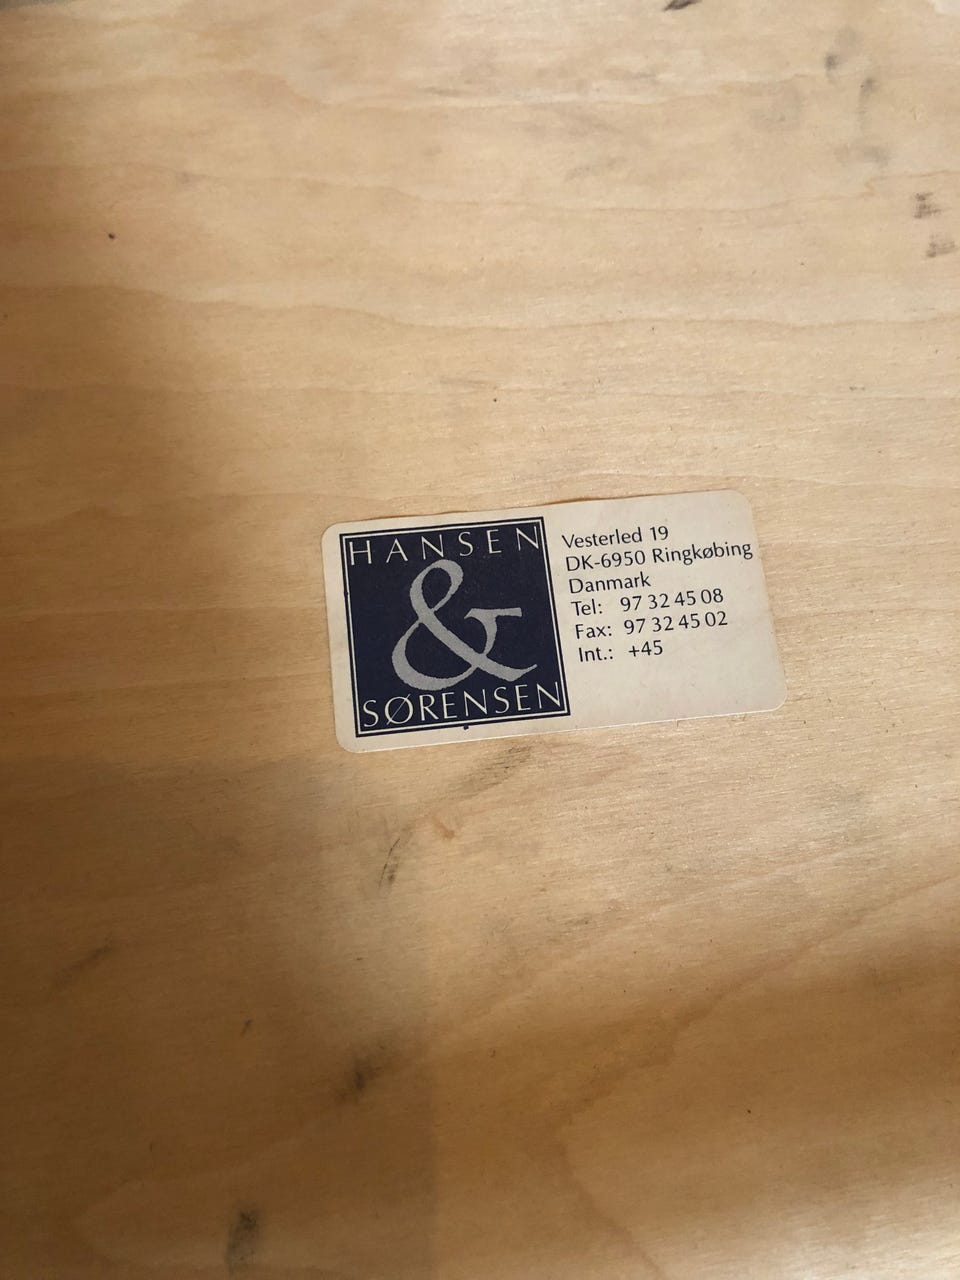 HANSEN
&
SØRENSEN
Vesterled 19
DK-6950 Ringkøbing
Danmark
Tel: 97 32 45 08
Fax: 97 32 45 02
Int.: +45